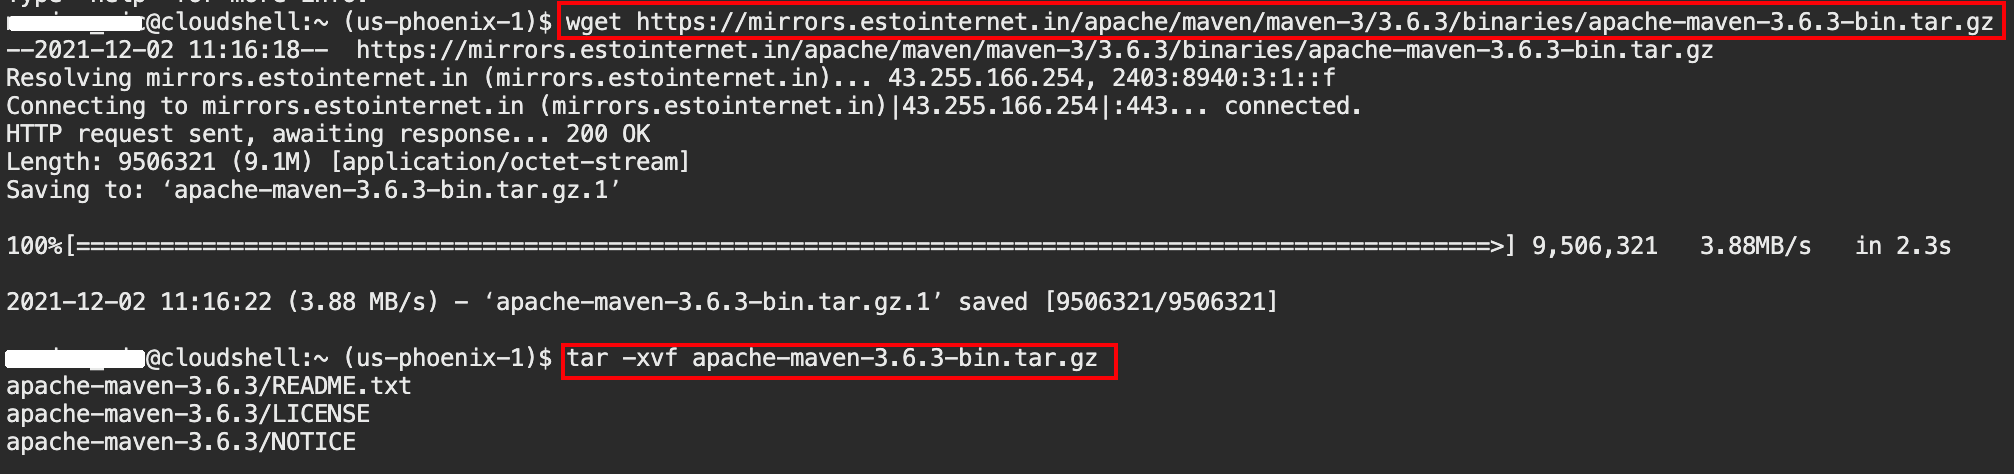 @cloudshell:~ (us-phoenix-1)$ wget https://mirrors.estointernet.in/apache/maven/maven-3/3.6.3/binaries/apache-maven-3.6.3-bin.tar.gz
--2021-12-02 11:16:18--  https://mirrors.estointernet.in/apache/maven/maven-3/3.6.3/binaries/apache-maven-3.6.3-bin.tar.gz
Resolving mirrors.estointernet.in (mirrors.estointernet.in)... 43.255.166.254, 2403:8940:3:1::f
Connecting to mirrors.estointernet.in (mirrors.estointernet.in)|43.255.166.254|:443... connected.
HTTP request sent, awaiting response... 200 OK
Length: 9506321 (9.1M) [application/octet-stream]
Saving to: ‘apache-maven-3.6.3-bin.tar.gz.1’
100%[=====================================================================================================>] 9,506,321   3.88MB/s   in 2.3s
2021-12-02 11:16:22 (3.88 MB/s) - ‘apache-maven-3.6.3-bin.tar.gz.1’ saved [9506321/9506321]
@cloudshell:~ (us-phoenix-1)$ tar -xvf apache-maven-3.6.3-bin.tar.gz
apache-maven-3.6.3/README.txt
apache-maven-3.6.3/LICENSE
apache-maven-3.6.3/NOTICE